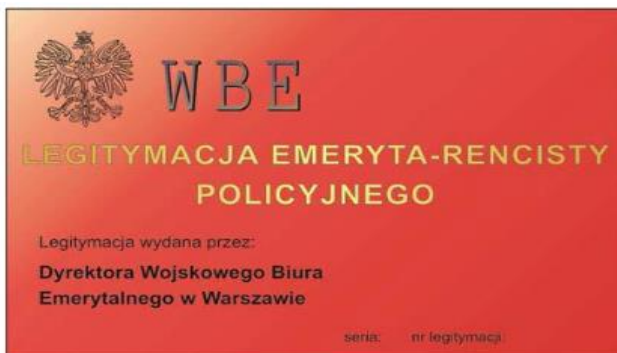 WBE
LEGITYMACJA EMERYTA-RENCISTY
POLICYJNEGO
Legitymacja wydana przez:
Dyrektora Wojskowego Biura
Emerytalnego w Warszawie
seria: nr legitymacji: